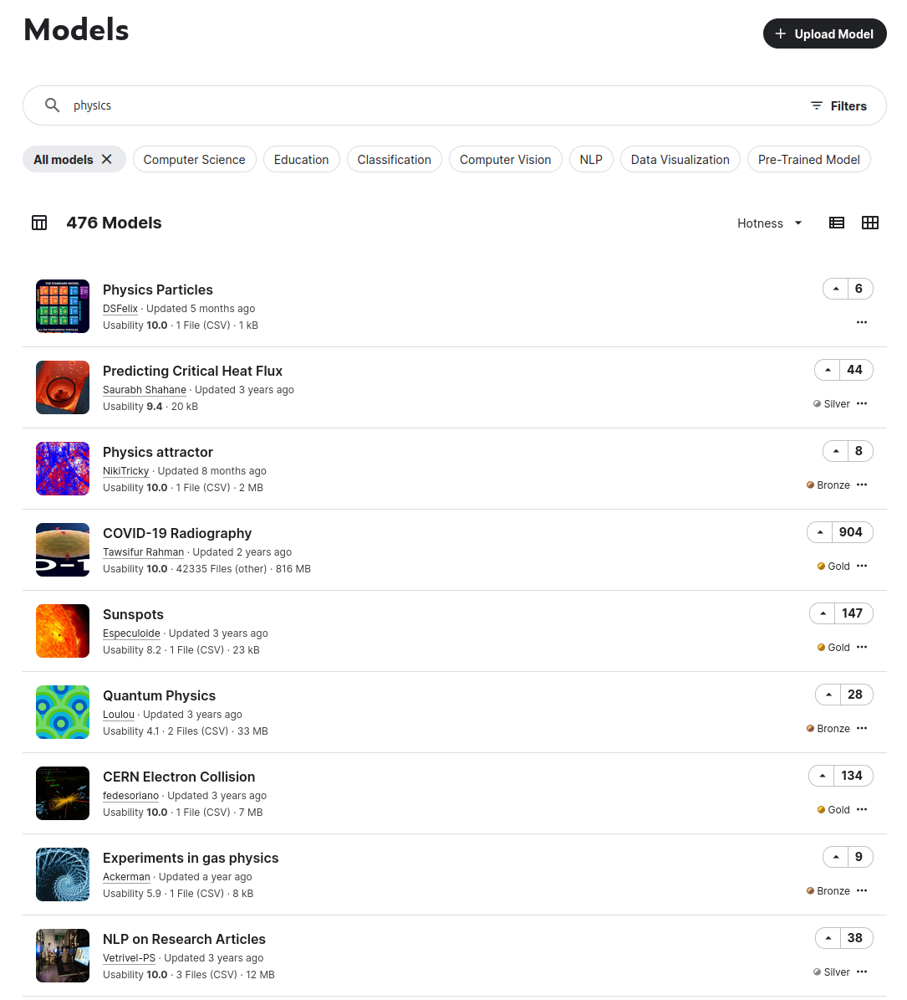 Models
Upload Model
physics
Filters
All models
Computer Science
Education
Classification
Computer Vision
NLP
Data Visualization
Pre-Trained Model
476 Models
Hotness
THE STANDARD MODEL
Physics Particles
6
DSFelix · Updated 5 months ago
Usability 10.0 · 1 File (CSV) · 1 kB
Predicting Critical Heat Flux
44
Saurabh Shahane · Updated 3 years ago
Usability 9.4 · 20 kB
Silver
Physics attractor
8
NikiTricky · Updated 8 months ago
Usability 10.0 · 1 File (CSV) · 2 MB
Bronze
COVID-19 Radiography
904
Tawsifur Rahman · Updated 2 years ago
Usability 10.0 · 42335 Files (other) · 816 MB
Gold
Sunspots
147
Especuloide · Updated 3 years ago
Usability 8.2 · 1 File (CSV) · 23 kB
Gold
Quantum Physics
28
Loulou · Updated 3 years ago
Usability 4.1 · 2 Files (CSV) · 33 MB
Bronze
CERN Electron Collision
134
fedesoriano · Updated 3 years ago
Usability 10.0 · 1 File (CSV) · 7 MB
Gold
Experiments in gas physics
9
Ackerman · Updated a year ago
Usability 5.9 · 1 File (CSV) · 8 kB
Bronze
NLP on Research Articles
38
Vetrivel-PS · Updated 3 years ago
Usability 10.0 · 3 Files (CSV) · 12 MB
Silver